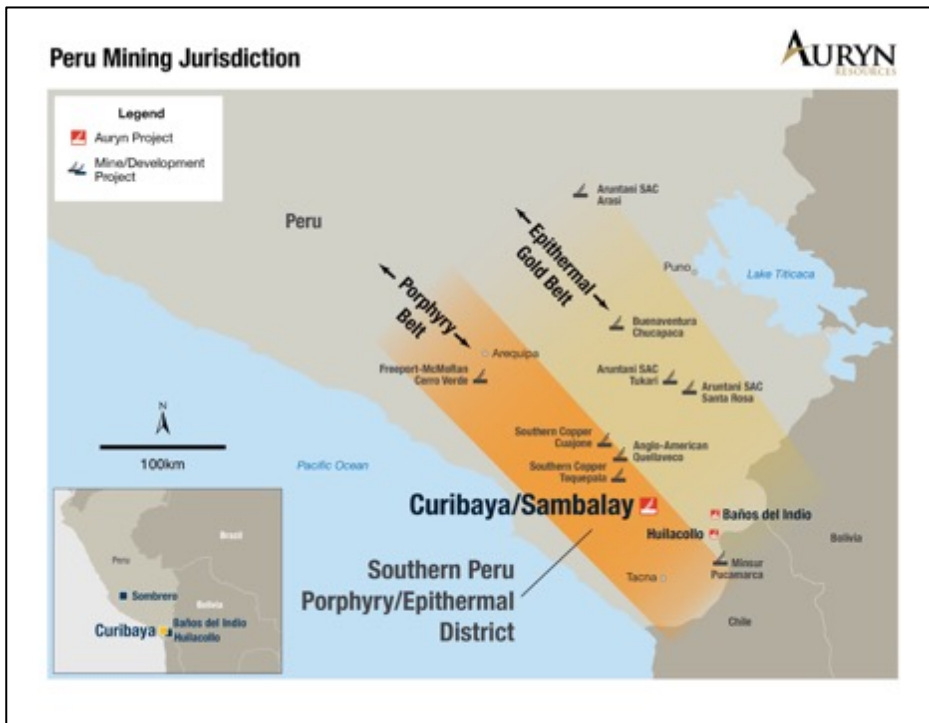 Peru Mining Jurisdiction
AURYN
RESOURCES
Legend
Auryn Project
Mine/Development
Project
Aruntani SAC
Arasi
Peru
Epithermal
Gold Belt
Puno
Lake Titicaca
Porphyry
Belt
Buenaventura
Chucapaca
Arequipa
Freeport-McMoRan
Cerro Verde
Aruntani SAC
Tukari
Aruntani SAC
Santa Rosa
N
100km
Pacific Ocean
Southern Copper
Cuajone
Anglo-American
Quellaveco
Southern Copper
Toquepala
Curibaya/Sambalay
Baños del Indio
Huilacollo
Bolivia
Minsur
Pucamarca
Tacna
Southern Peru
Porphyry/Epithermal
District
Chile
Brazil
Peru
Sombrero
Bolivia
Curibaya
Baños del Indio
Huilacollo